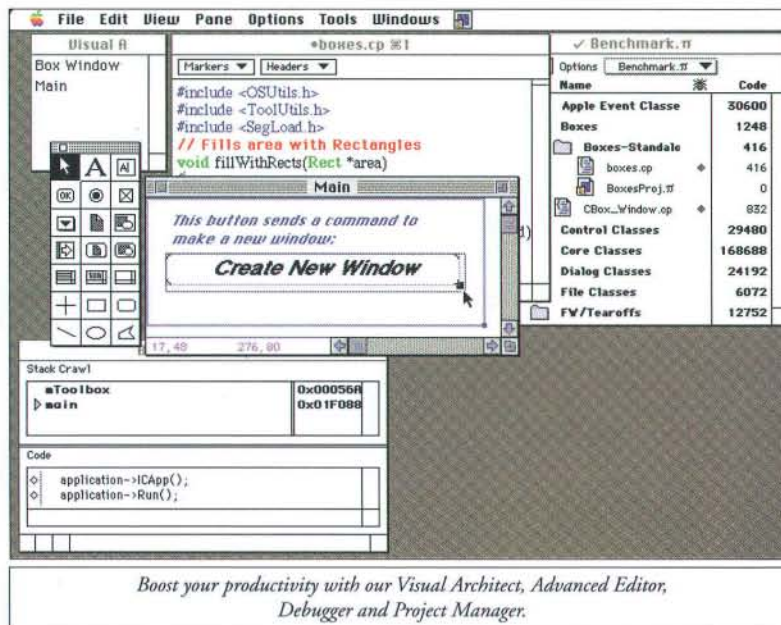 File Edit View Pane Options Tools Windows
Visual A
Box Window
Main
•boxes.cp ⌘1
Markers ▼ Headers ▼
#include <OSUtils.h>
#include <ToolUtils.h>
#include <SegLoad.h>
// Fills area with Rectangles
void fillWithRects(Rect *area)
✓ Benchmark.π
Options Benchmark.π ▼
Name Code
Apple Event Classe 30600
Boxes 1248
Boxes-Standale 416
boxes.cp ◆ 416
BoxesProj.π 0
CBox_Window.cp ◆ 832
Control Classes 29480
Core Classes 168688
Dialog Classes 24192
File Classes 6072
FW/Tearoffs 12752
A
AI
OK
Main
This button sends a command to
make a new window:
Create New Window
17,48 276,80
Stack Crawl
mToolbox 0x00056A
main 0x01F088
Code
application->ICApp();
application->Run();
Boost your productivity with our Visual Architect, Advanced Editor,
Debugger and Project Manager.